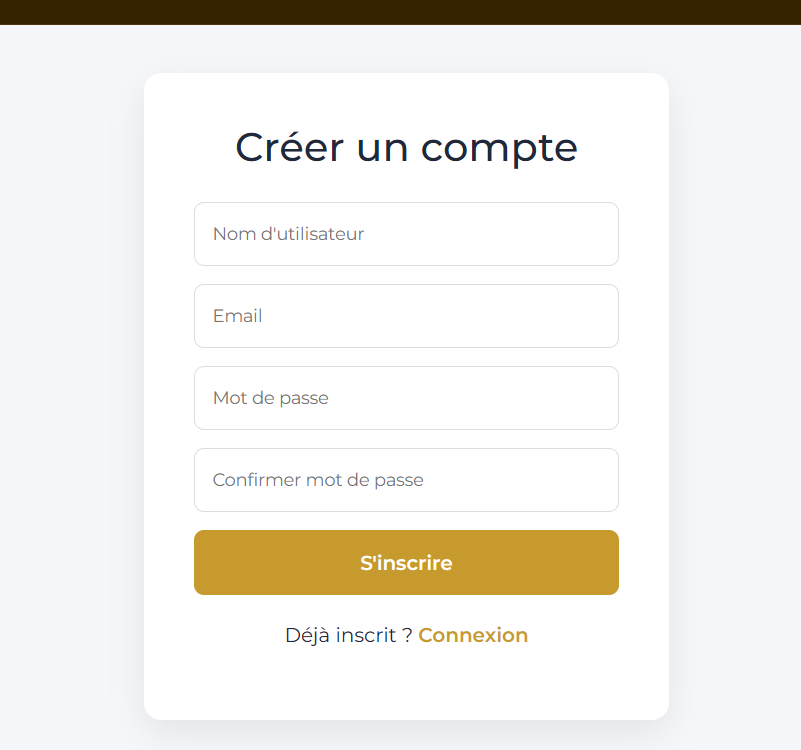 Créer un compte
Nom d'utilisateur
Email
Mot de passe
Confirmer mot de passe
S'inscrire
Déjà inscrit ? Connexion